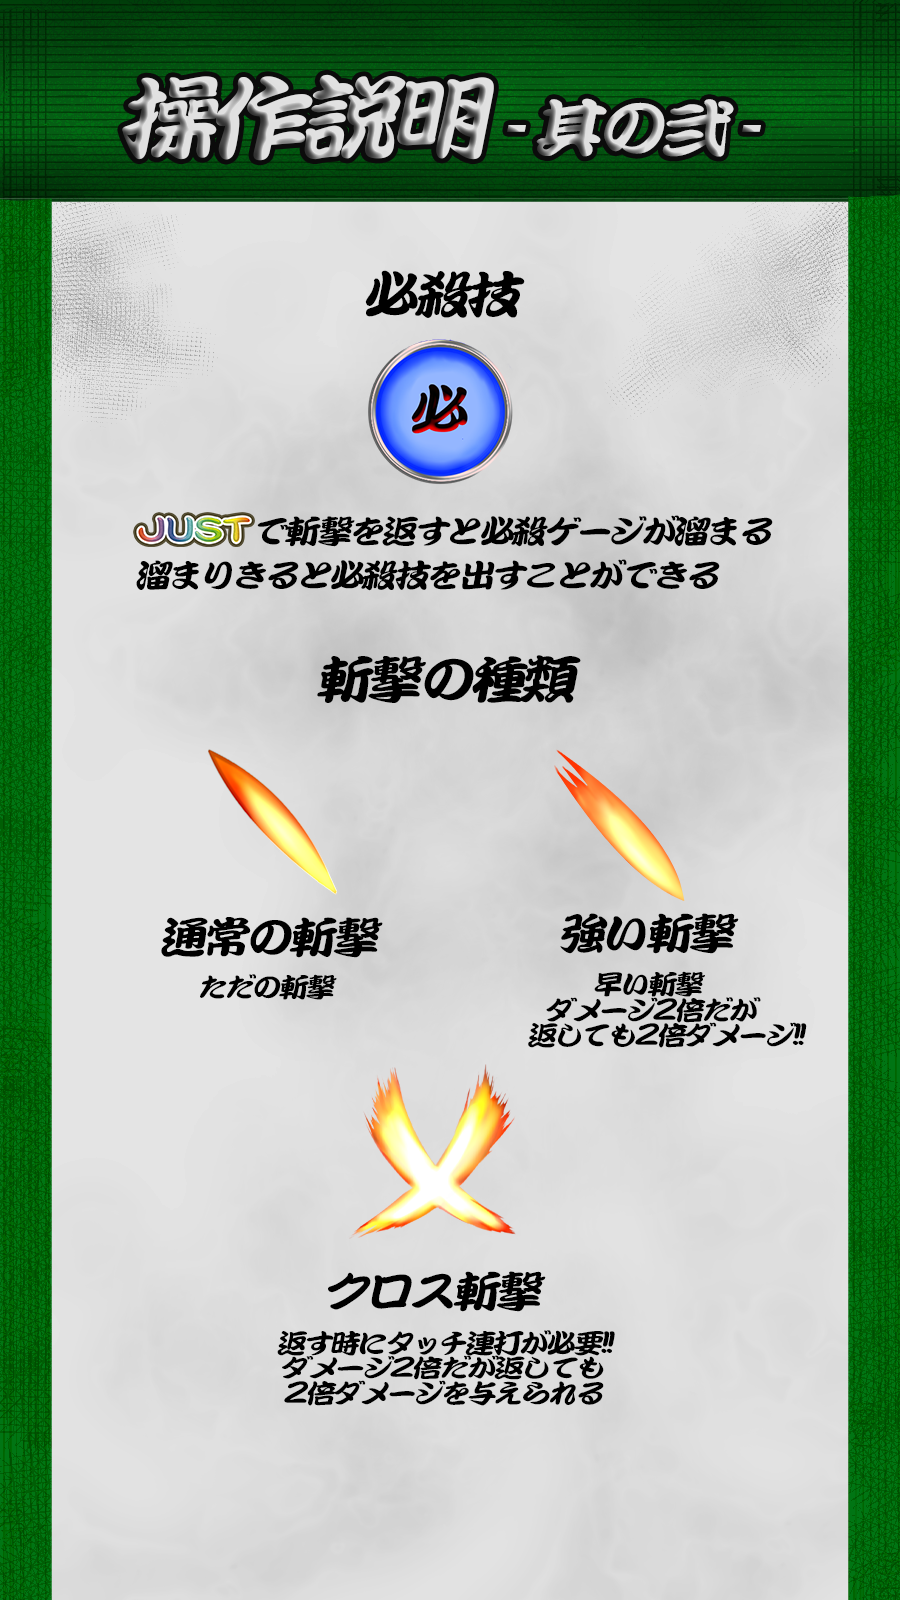 操作説明 - 其の弐 -
必殺技
必
JUSTで斬撃を返すと必殺ゲージが溜まる
溜まりきると必殺技を出すことができる
斬撃の種類
通常の斬撃
ただの斬撃
強い斬撃
早い斬撃
ダメージ2倍だが
返しても2倍ダメージ!!
クロス斬撃
返す時にタッチ連打が必要!!
ダメージ2倍だが返しても
2倍ダメージを与えられる